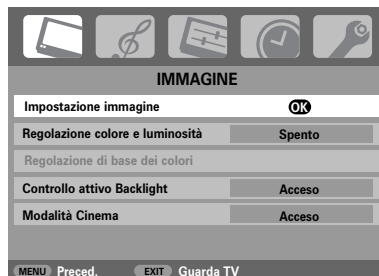 IMMAGINE
Impostazione immagine OK
Regolazione colore e luminosità Spento
Regolazione di base dei colori
Controllo attivo Backlight Acceso
Modalità Cinema Acceso
MENU Preced. EXIT Guarda TV